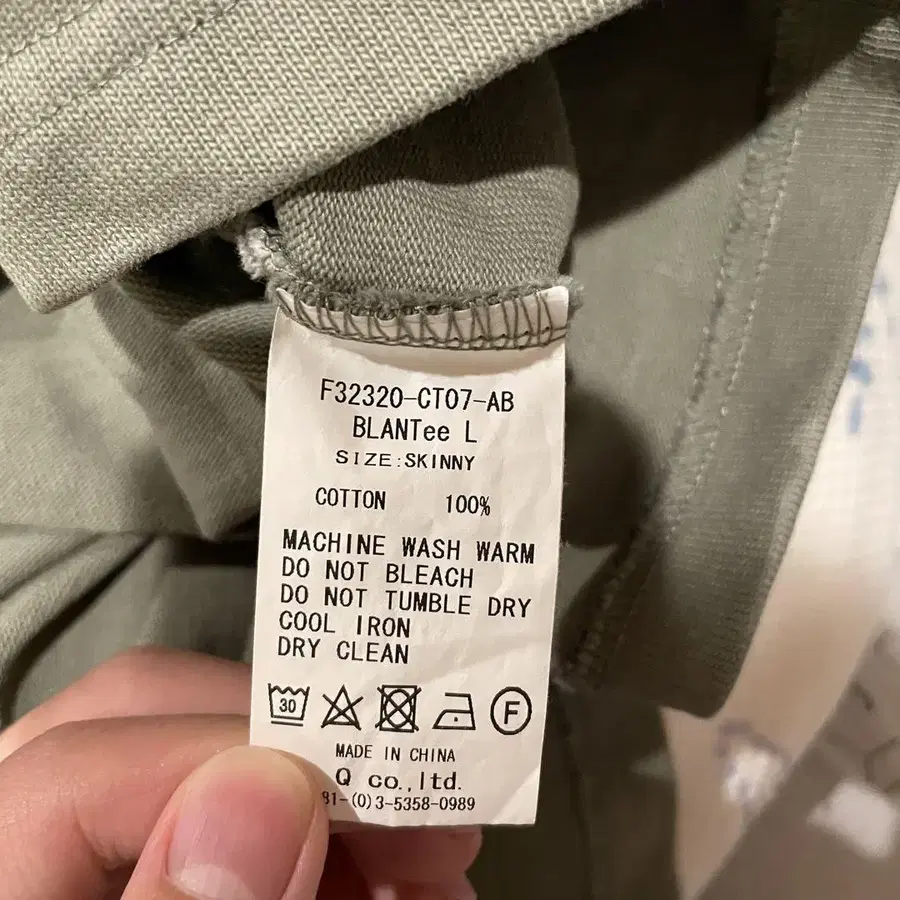 F32320-CT07-AB
BLANTee L
SIZE:SKINNY
COTTON 100%
MACHINE WASH WARM
DO NOT BLEACH
DO NOT TUMBLE DRY
COOL IRON
DRY CLEAN
30 F
MADE IN CHINA
Q co.,ltd.
81-(0)3-5358-0989